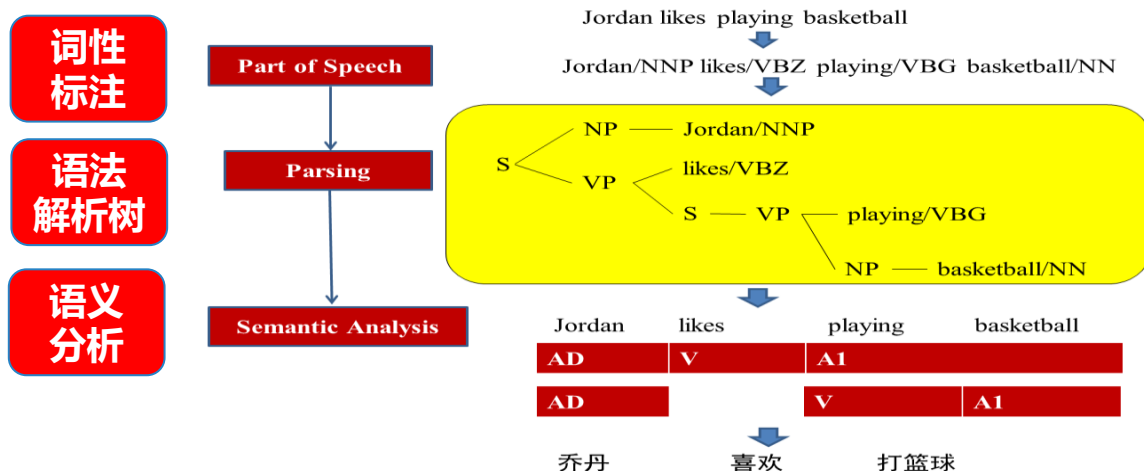 词性
标注
语法
解析树
语义
分析
Part of Speech
Parsing
Semantic Analysis
Jordan likes playing basketball
Jordan/NNP likes/VBZ playing/VBG basketball/NN
NP Jordan/NNP
S
likes/VBZ
VP
S VP playing/VBG
NP basketball/NN
Jordan likes playing basketball
AD V A1
AD V A1
乔丹 喜欢 打篮球